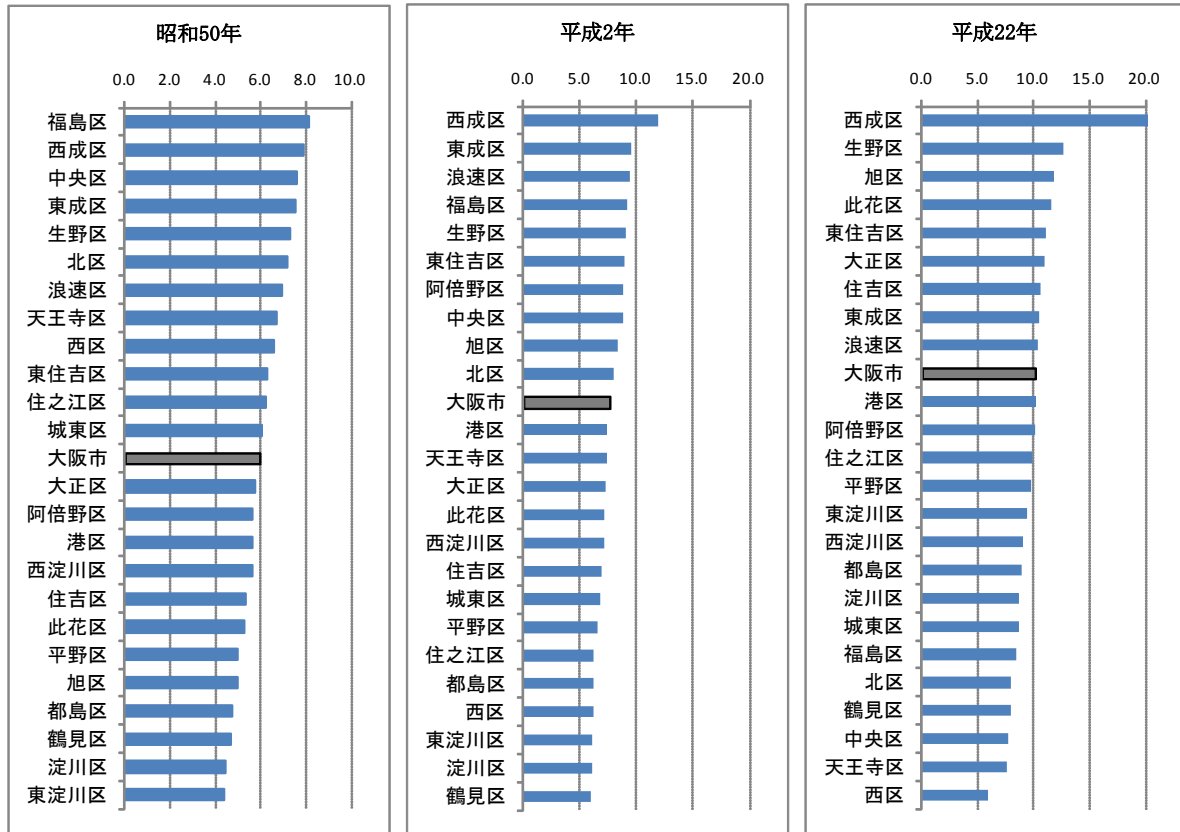 昭和50年
0.0 2.0 4.0 6.0 8.0 10.0
福島区
西成区
中央区
東成区
生野区
北区
浪速区
天王寺区
西区
東住吉区
住之江区
城東区
大阪市
大正区
阿倍野区
港区
西淀川区
住吉区
此花区
平野区
旭区
都島区
鶴見区
淀川区
東淀川区
平成2年
0.0 5.0 10.0 15.0 20.0
西成区
東成区
浪速区
福島区
生野区
東住吉区
阿倍野区
中央区
旭区
北区
大阪市
港区
天王寺区
大正区
此花区
西淀川区
住吉区
城東区
平野区
住之江区
都島区
西区
東淀川区
淀川区
鶴見区
平成22年
0.0 5.0 10.0 15.0 20.0
西成区
生野区
旭区
此花区
東住吉区
大正区
住吉区
東成区
浪速区
大阪市
港区
阿倍野区
住之江区
平野区
東淀川区
西淀川区
都島区
淀川区
城東区
福島区
北区
鶴見区
中央区
天王寺区
西区